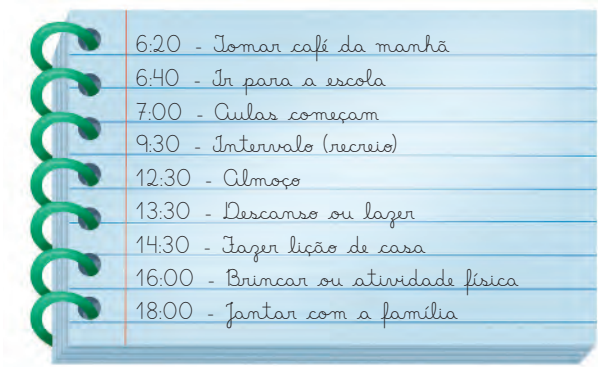 6:20 - Tomar café da manhã
6:40 - Ir para a escola
7:00 - Aulas começam
9:30 - Intervalo (recreio)
12:30 - Almoço
13:30 - Descanso ou lazer
14:30 - Fazer lição de casa
16:00 - Brincar ou atividade física
18:00 - Jantar com a família